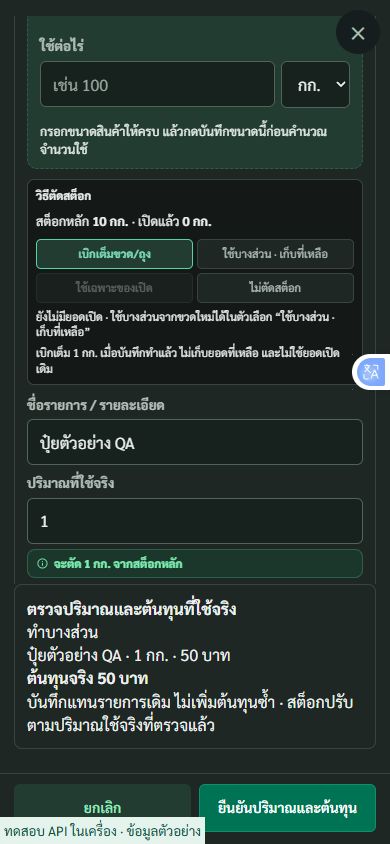 ใช้ต่อไร่
เช่น 100
กก.
กรอกขนาดสินค้าให้ครบ แล้วกดบันทึกขนาดนี้ก่อนคำนวณ
จำนวนใช้
วิธีตัดสต็อก
สต็อกหลัก 10 กก. · เปิดแล้ว 0 กก.
เบิกเต็มขวด/ถุง
ใช้บางส่วน · เก็บที่เหลือ
ใช้เฉพาะของเปิด
ไม่ตัดสต็อก
ยังไม่มียอดเปิด · ใช้บางส่วนจากขวดใหม่ได้ในตัวเลือก “ใช้บางส่วน ·
เก็บที่เหลือ”
เบิกเต็ม 1 กก. เมื่อบันทึกทำแล้ว ไม่เก็บยอดที่เหลือ และไม่ใช้ยอดเปิด
เดิม
ชื่อรายการ / รายละเอียด
ปุ๋ยตัวอย่าง QA
ปริมาณที่ใช้จริง
1
จะตัด 1 กก. จากสต็อกหลัก
ตรวจปริมาณและต้นทุนที่ใช้จริง
ทำบางส่วน
ปุ๋ยตัวอย่าง QA · 1 กก. · 50 บาท
ต้นทุนจริง 50 บาท
บันทึกแทนรายการเดิม ไม่เพิ่มต้นทุนซ้ำ · สต็อกปรับ
ตามปริมาณใช้จริงที่ตรวจแล้ว
ยกเลิก
ยืนยันปริมาณและต้นทุน
ทดสอบ API ในเครื่อง · ข้อมูลตัวอย่าง